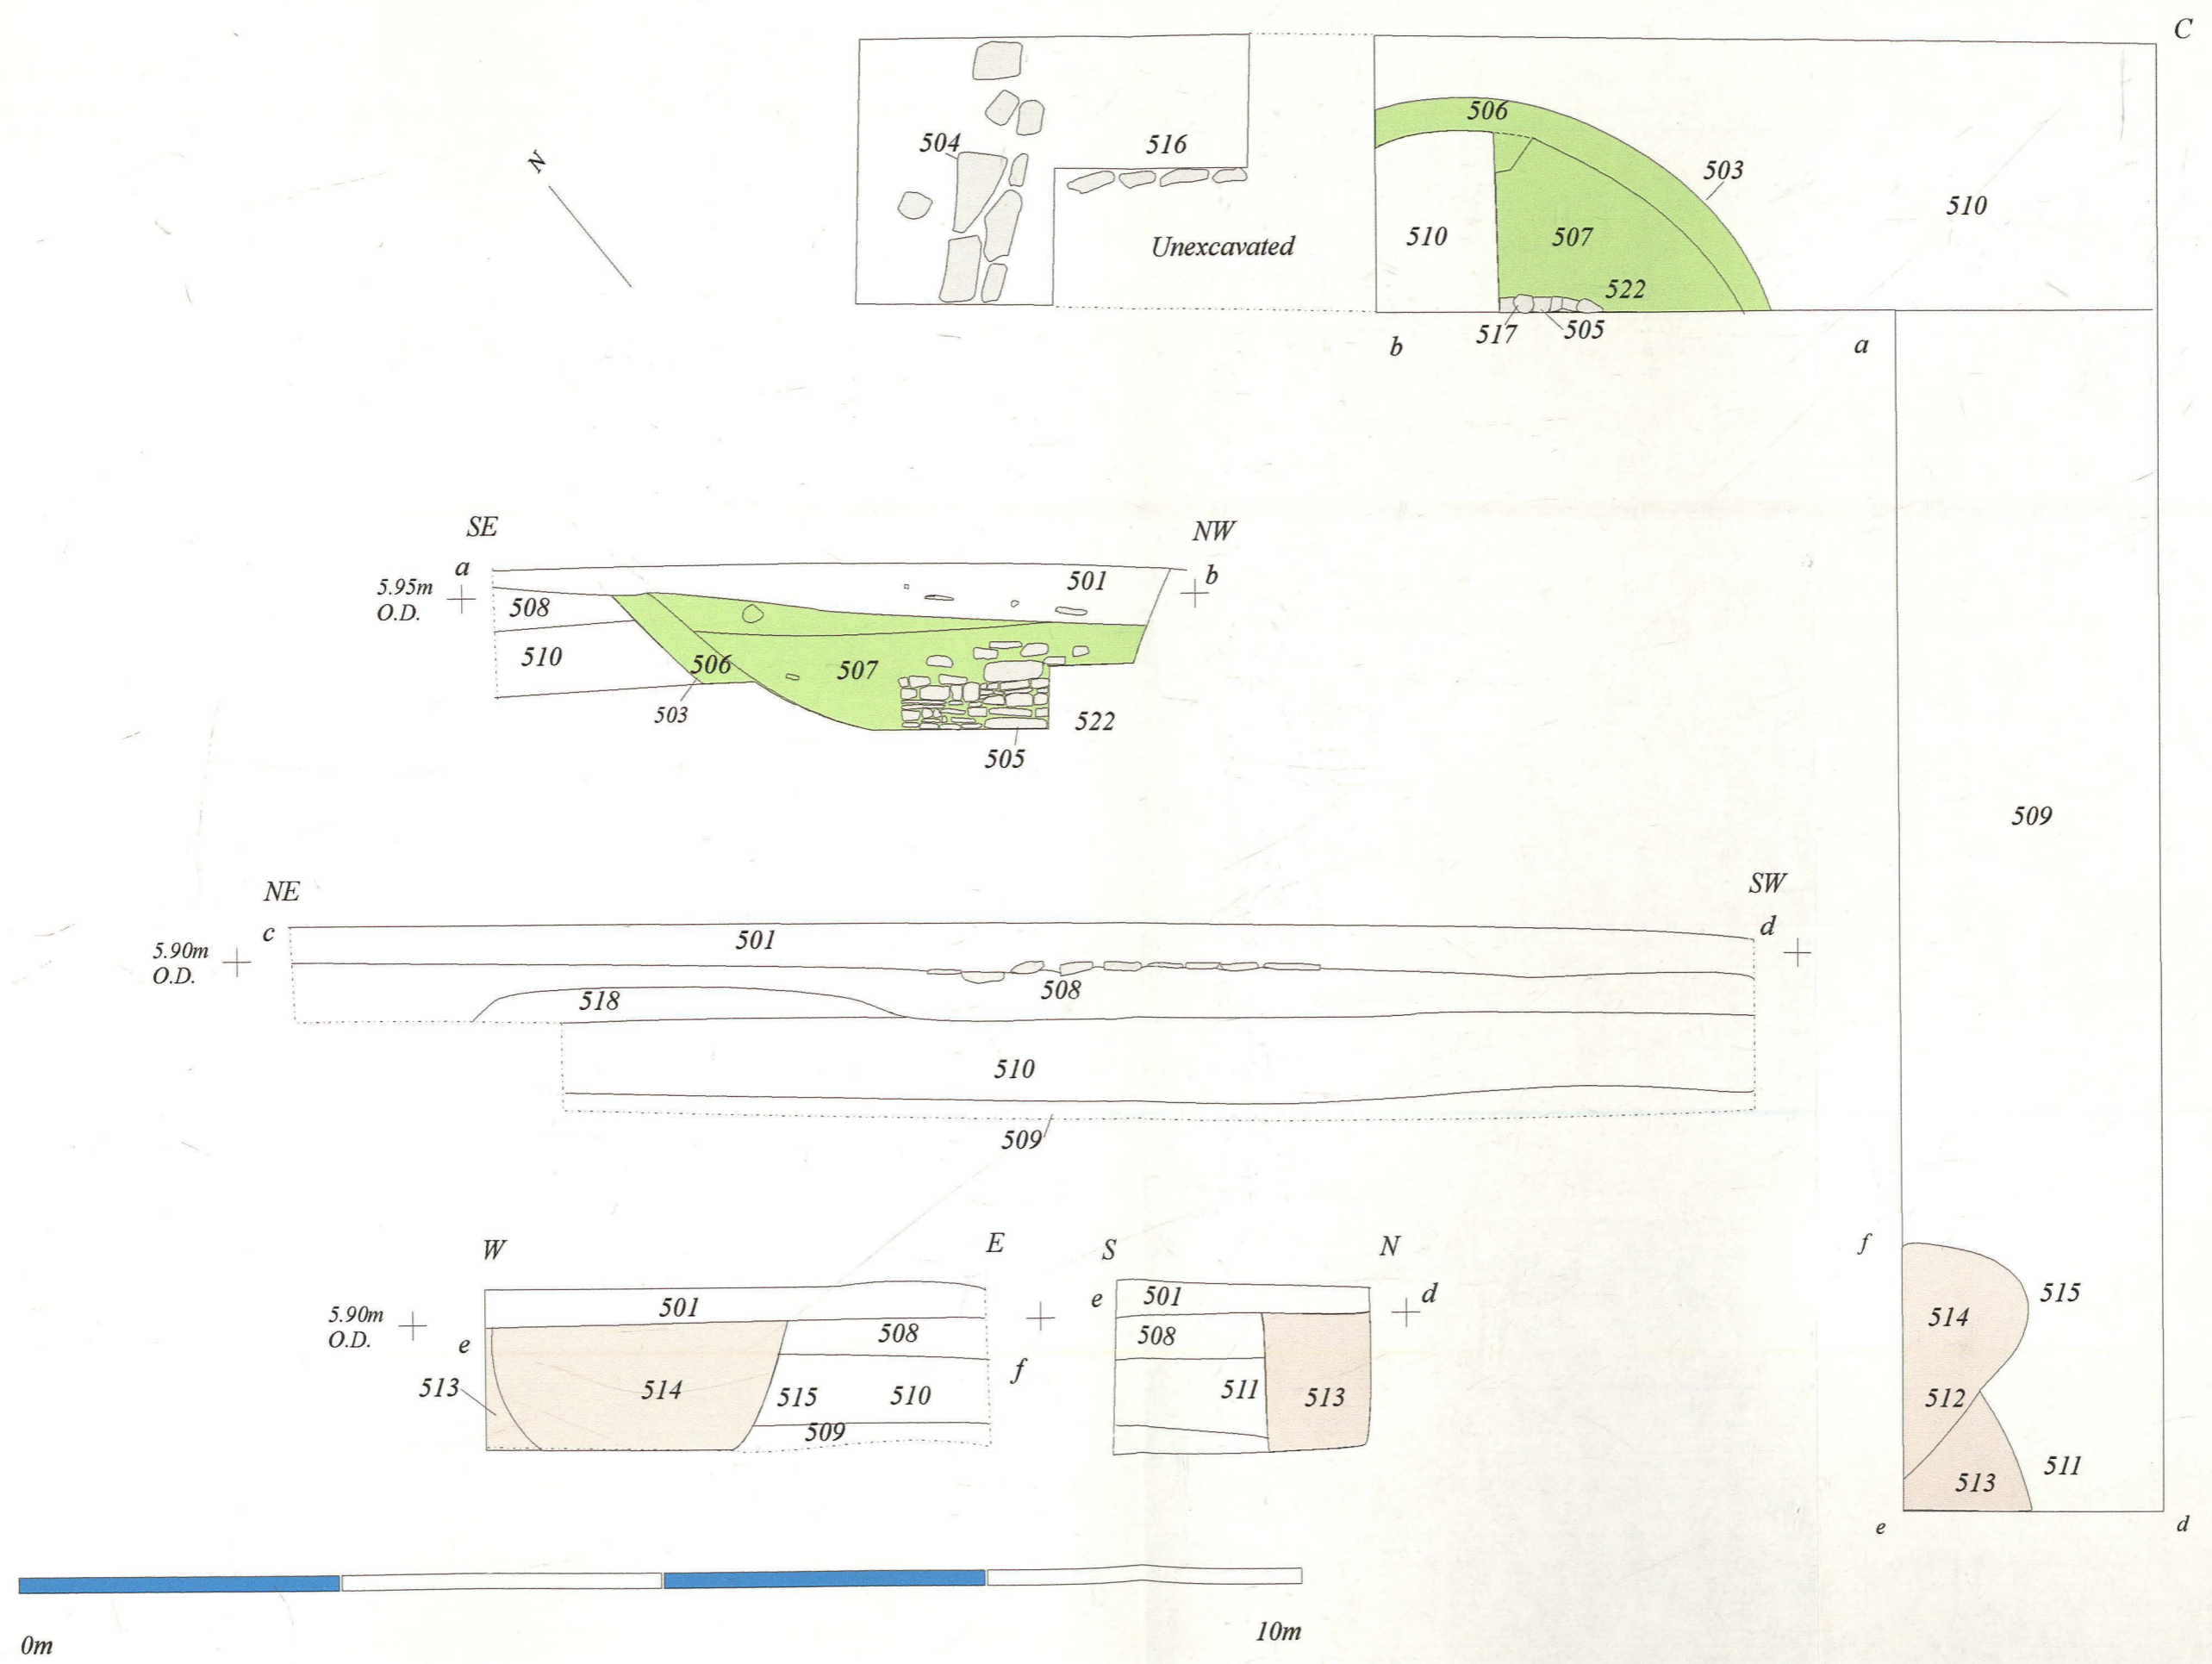 C
506
504
516
503
510
510
507
Unexcavated
522
517
505
b
a
N
SE
NW
a
b
5.95m
O.D.
501
508
510
506
507
503
522
505
509
NE
SW
c
d
5.90m
O.D.
501
518
508
510
509
W
E
S
N
f
5.90m
O.D.
501
508
e
513
514
515
510
509
f
e
501
d
508
511
513
515
514
512
511
513
e
d
0m
10m